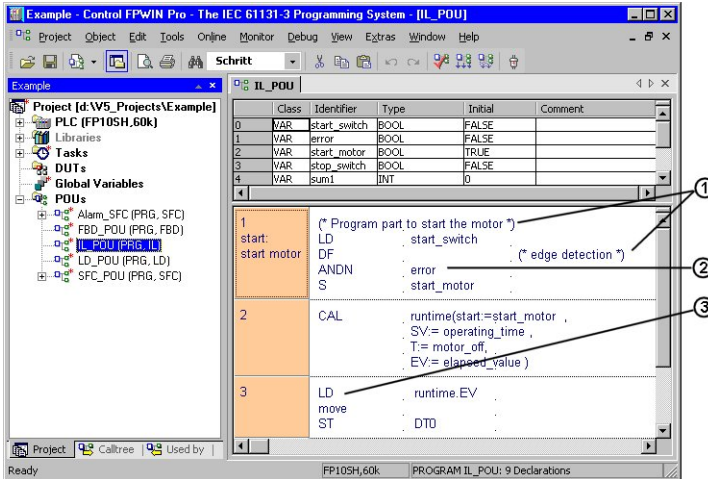 Example - Control FPWIN Pro - The IEC 61131-3 Programming System - [IL_POU]
Project Object Edit Tools Online Monitor Debug View Extras Window Help
Schritt
Example
Project [d:\V5_Projects\Example]
PLC (FP10SH,60k)
Libraries
Tasks
DUTs
Global Variables
POUs
Alarm_SFC (PRG, SFC)
FBD_POU (PRG, FBD)
IL_POU (PRG, IL)
LD_POU (PRG, LD)
SFC_POU (PRG, SFC)
Project Calltree Used by
IL_POU
Class Identifier Type Initial Comment
0 VAR start_switch BOOL FALSE
1 VAR error BOOL FALSE
2 VAR start_motor BOOL TRUE
3 VAR stop_switch BOOL FALSE
4 VAR sum1 INT 0
1
start:
start motor
(* Program part to start the motor *)
LD start_switch
DF (* edge detection *)
ANDN error
S start_motor
2
CAL runtime(start:=start_motor ,
SV:= operating_time ,
T:= motor_off,
EV:= elapsed_value )
3
LD runtime.EV
move
ST DT0
1
2
3
Ready FP10SH,60k PROGRAM IL_POU: 9 Declarations